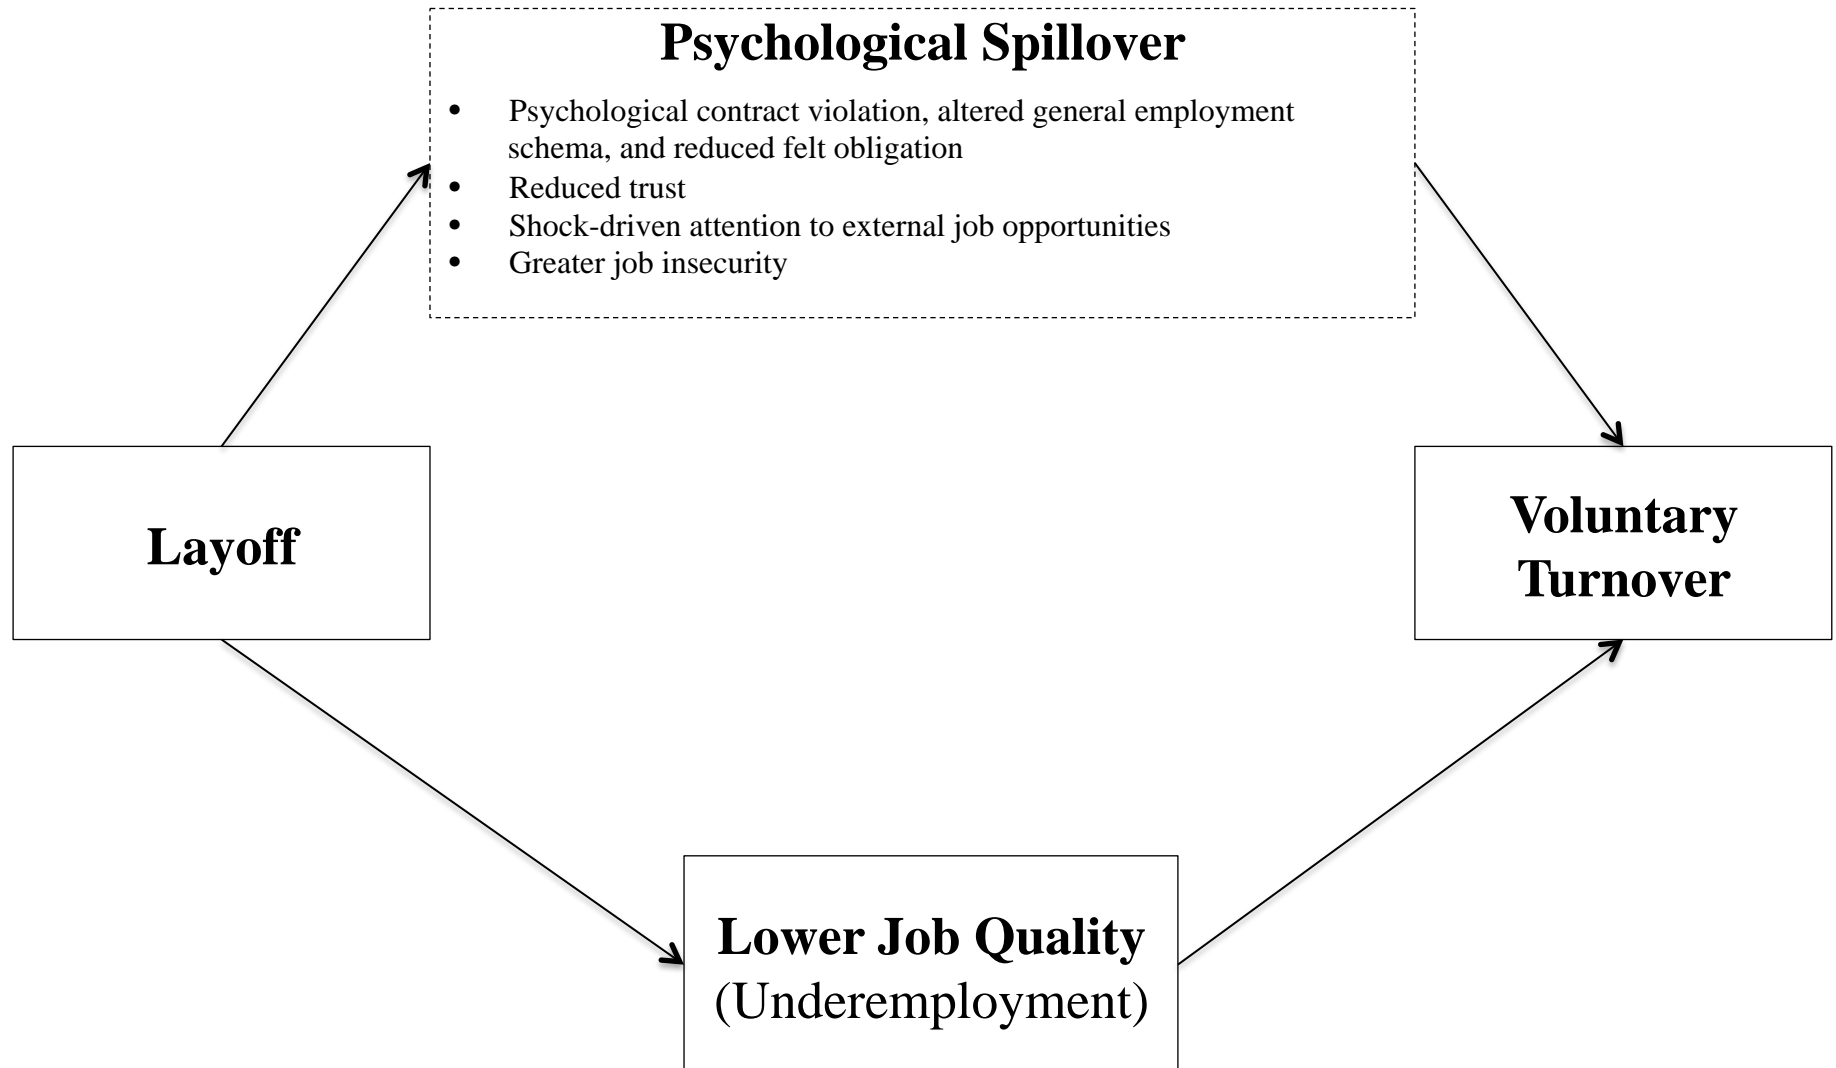 Psychological Spillover
• Psychological contract violation, altered general employment
schema, and reduced felt obligation
• Reduced trust
• Shock-driven attention to external job opportunities
• Greater job insecurity
Layoff
Voluntary
Turnover
Lower Job Quality
(Underemployment)